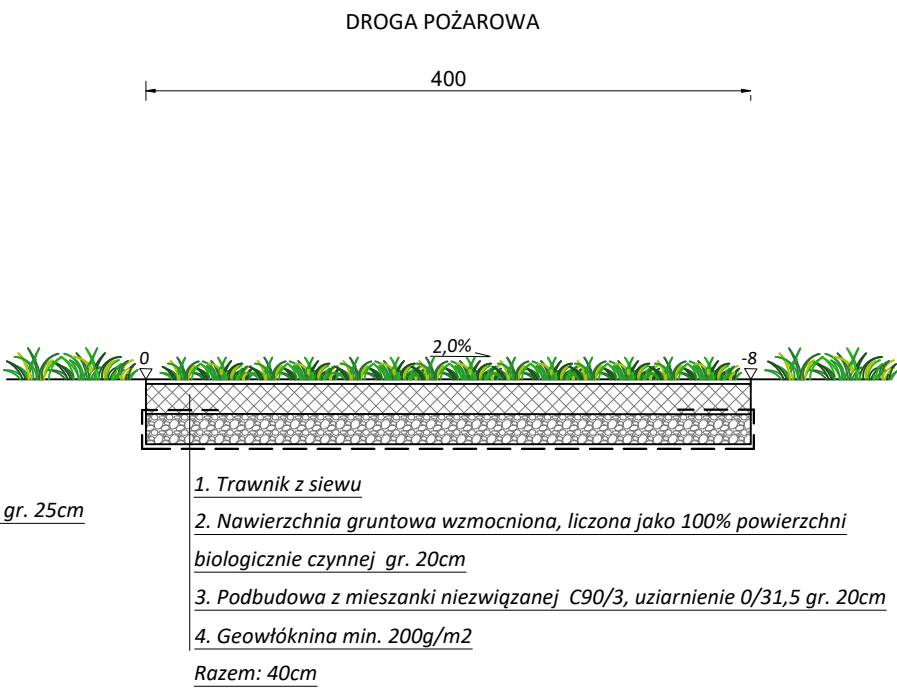 DROGA POŻAROWA
400
0
2,0%
-8
gr. 25cm
1. Trawnik z siewu
2. Nawierzchnia gruntowa wzmocniona, liczona jako 100% powierzchni
biologicznie czynnej gr. 20cm
3. Podbudowa z mieszanki niezwiązanej C90/3, uziarnienie 0/31,5 gr. 20cm
4. Geowłóknina min. 200g/m2
Razem: 40cm